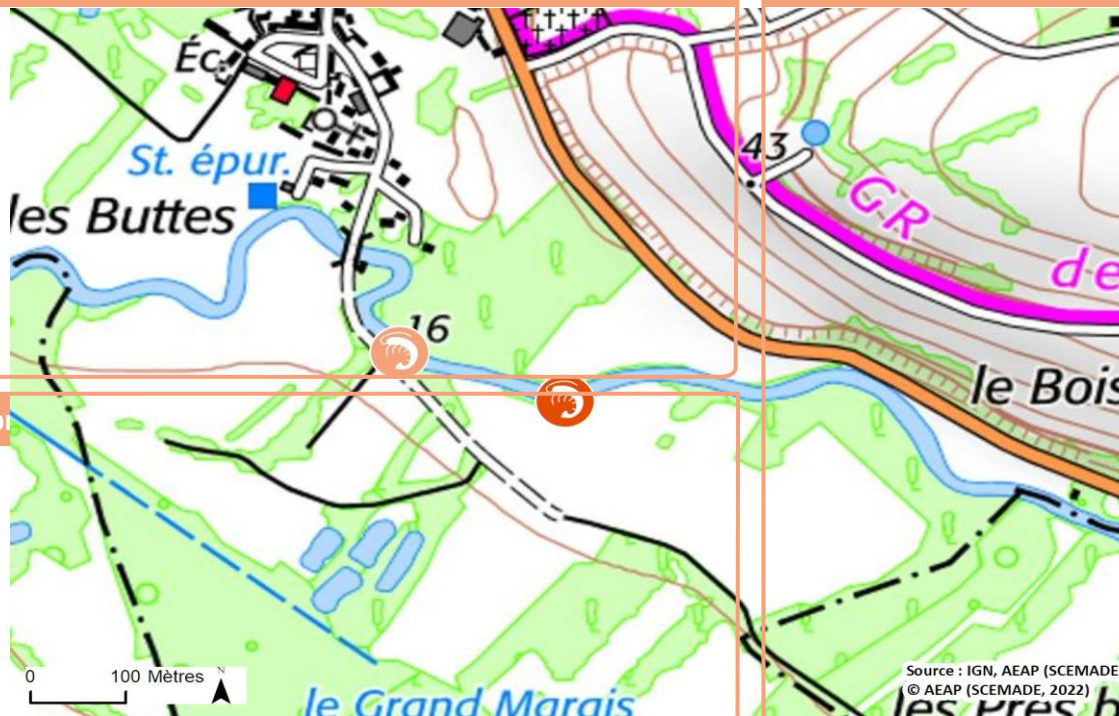 Éc.
St. épur.
les Buttes
43
GR
de
16
le Bois
0 100 Mètres
N
le Grand Marais
Source : IGN, AEAP (SCEMADE
© AEAP (SCEMADE, 2022)
les Prés